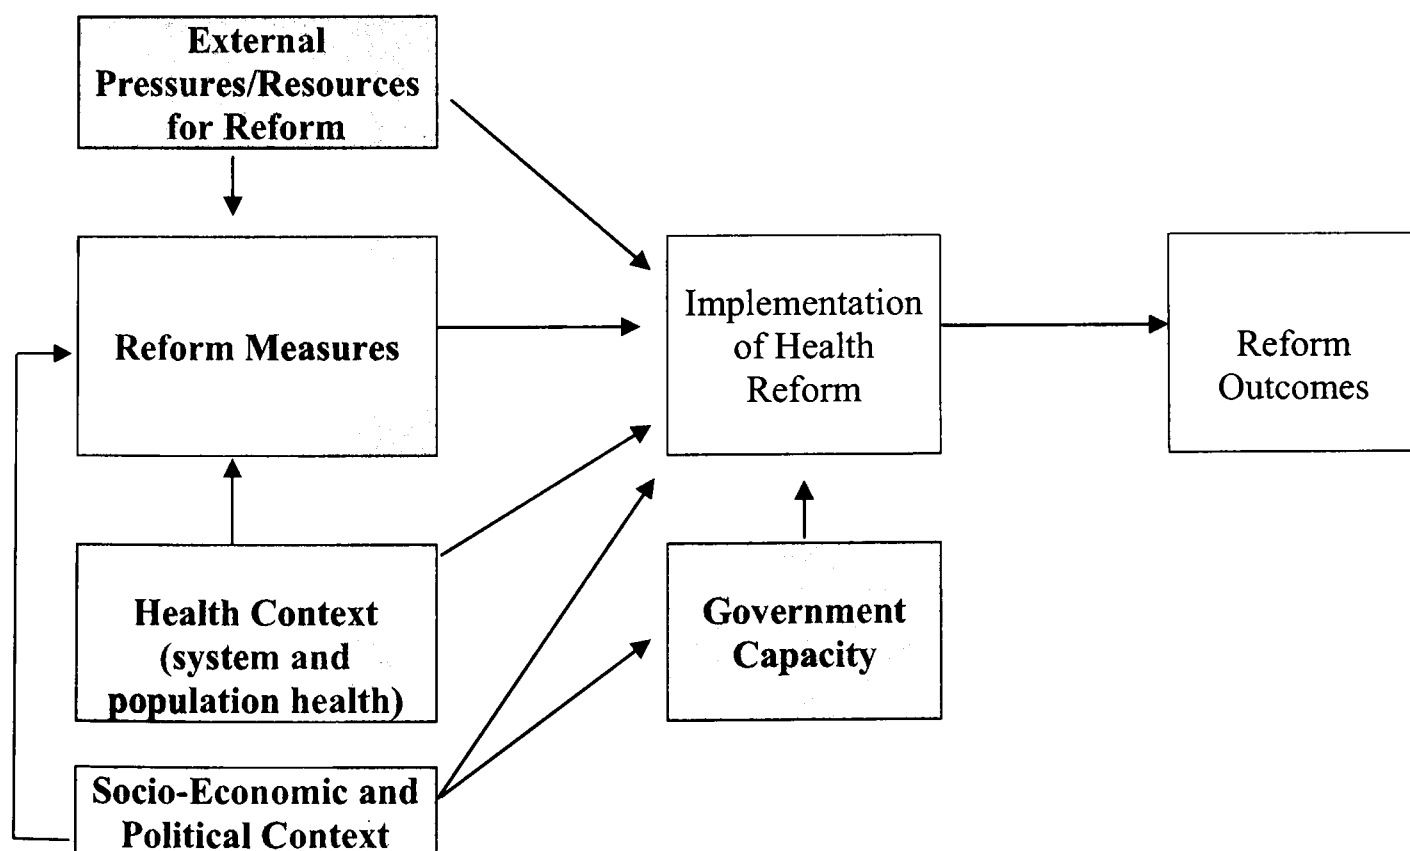 External
Pressures/Resources
for Reform
Reform Measures
Implementation
of Health
Reform
Reform
Outcomes
Health Context
(system and
population health)
Government
Capacity
Socio-Economic and
Political Context